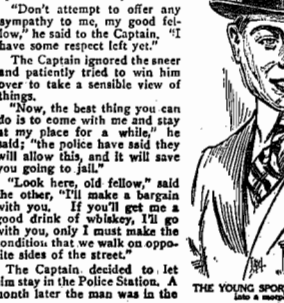 "Don't attempt to offer any
sympathy to me, my good fel-
low," he said to the Captain. "I
have some respect left yet."
The Captain ignored the sneer
and patiently tried to win him
over to take a sensible view of
things.
"Now, the best thing you can
do is to come with me and stay
at my place for a while," he
said; "the police have said they
will allow this, and it will save
you going to jail."
"Look here, old fellow," said
the other, "I'll make a bargain
with you. If you'll get me a
good drink of whiskey, I'll go
with you, only I must make the
condition that we walk on oppo-
site sides of the street."
The Captain decided to let
him stay in the Police Station. A
month later the man was in the
THE YOUNG SPOR
into a